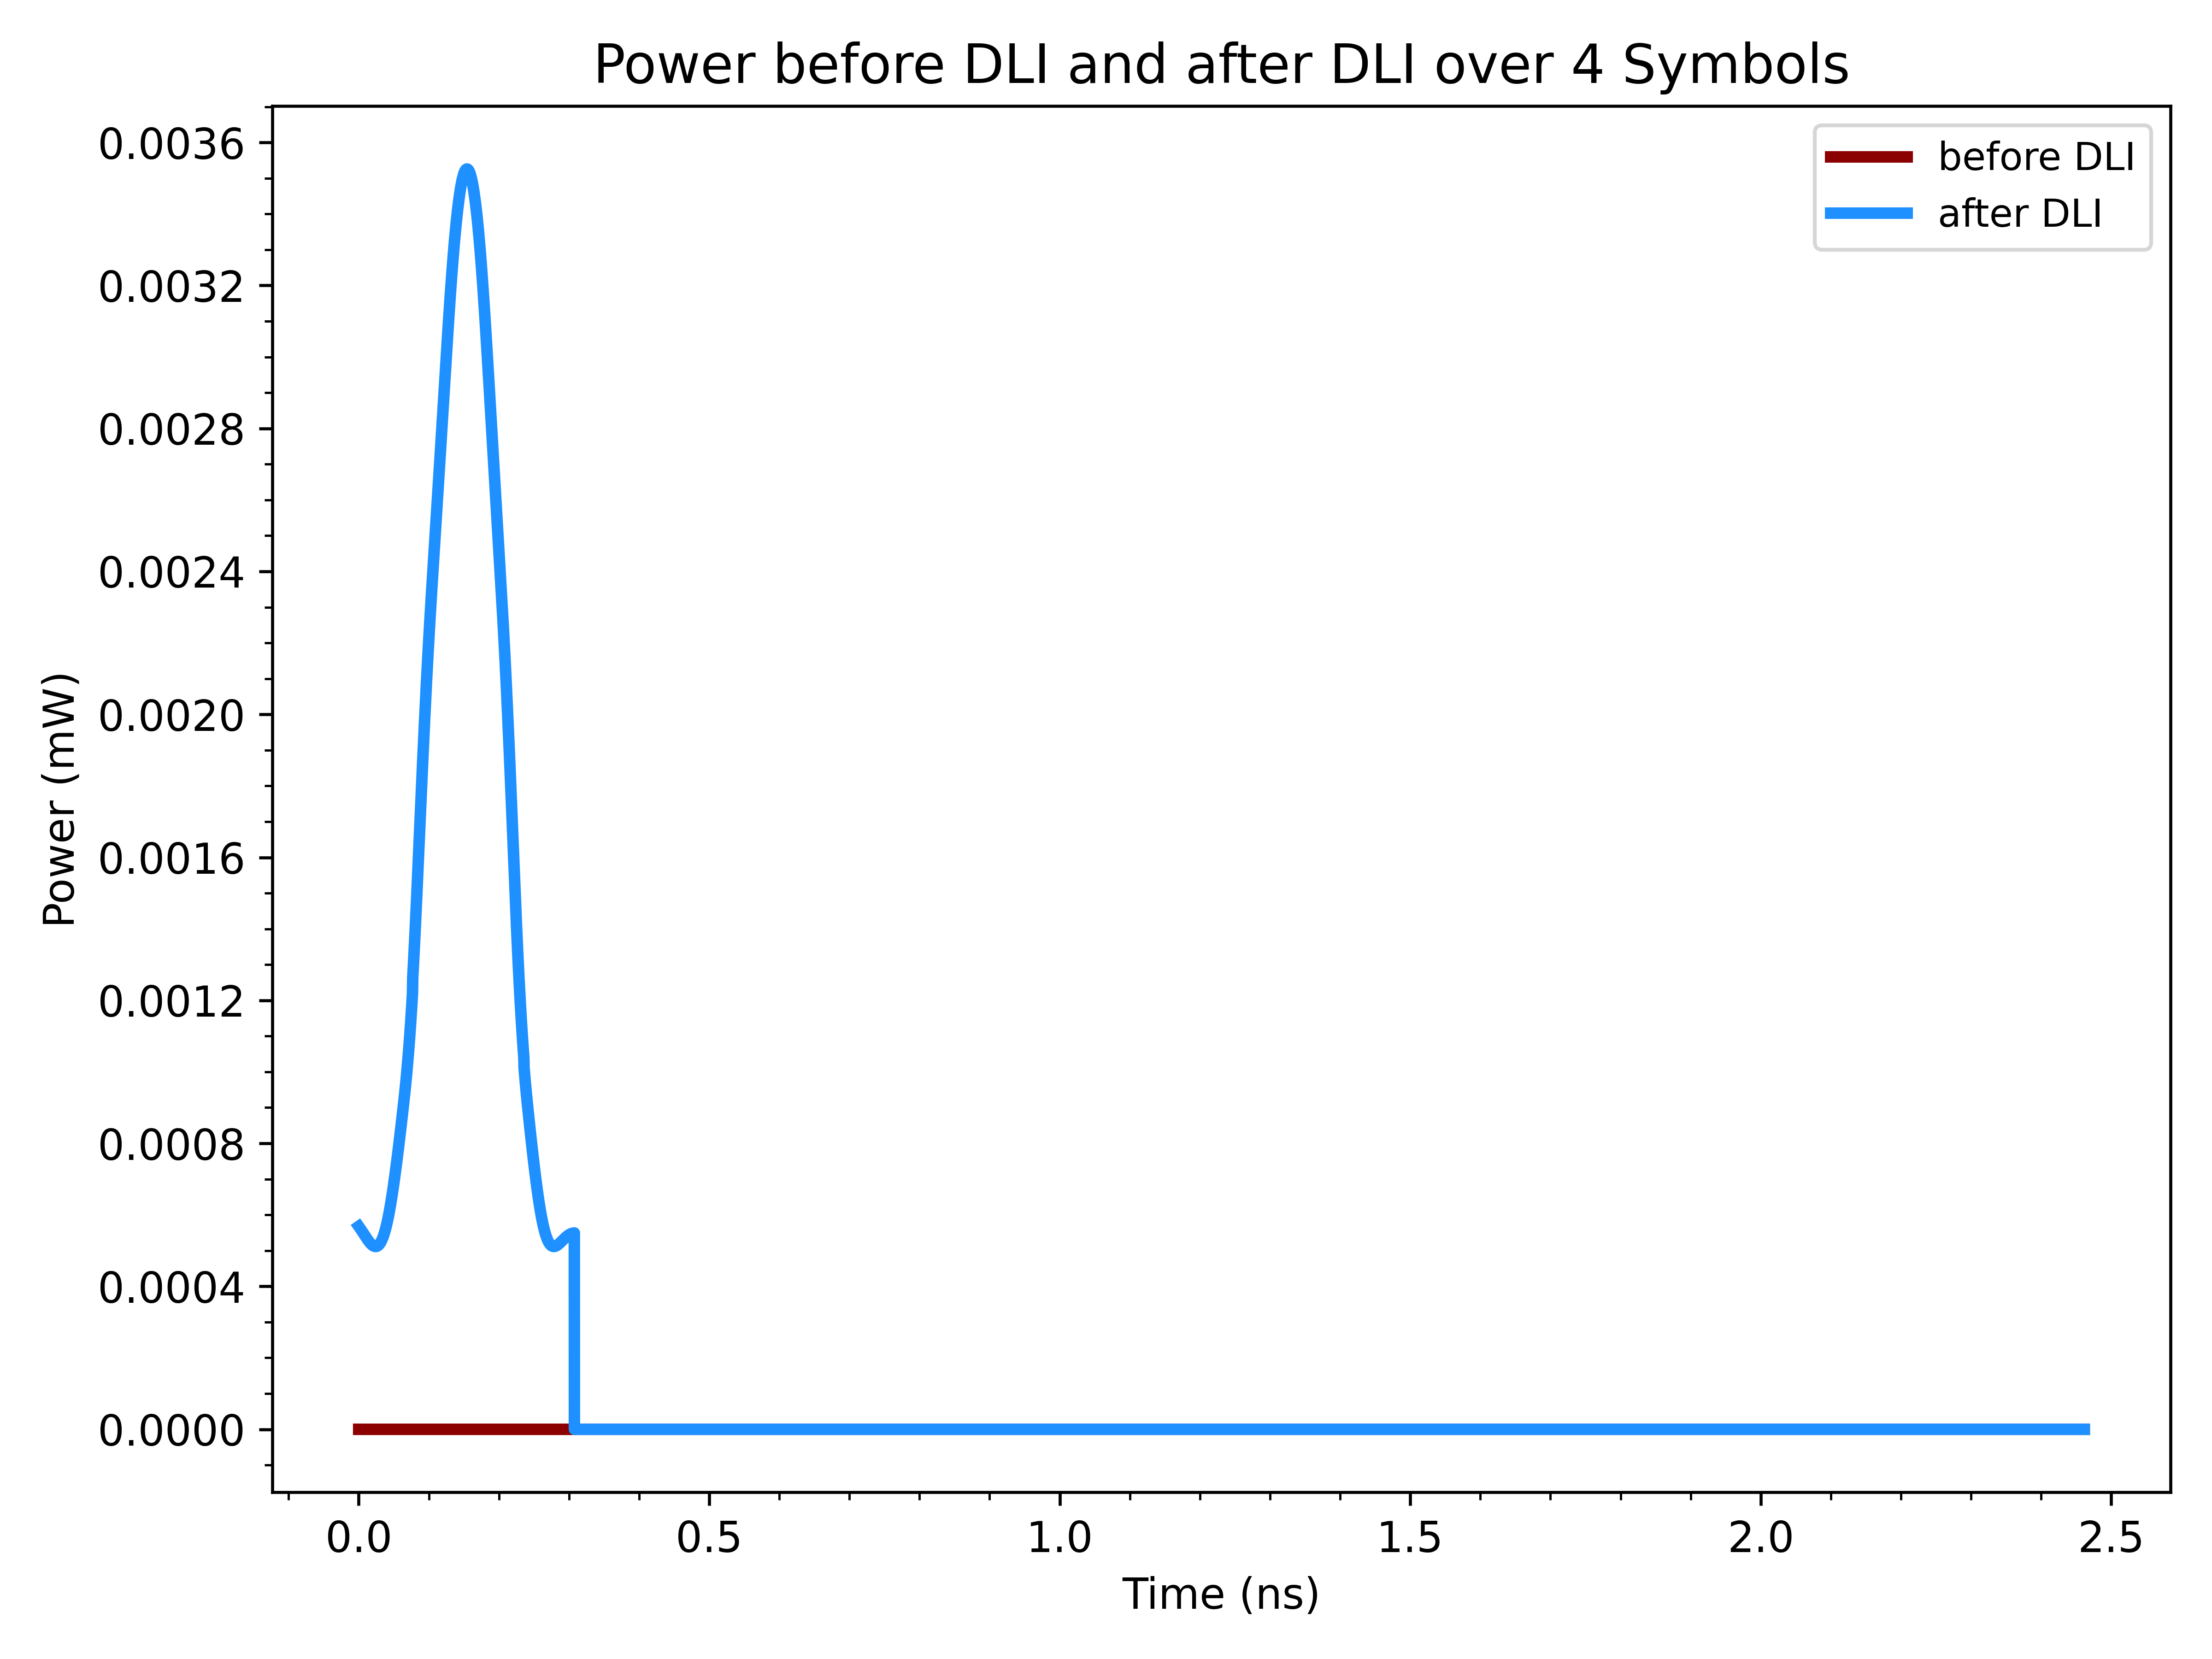 Power before DLI and after DLI over 4 Symbols
before DLI
after DLI
Power (mW)
0.0036
0.0032
0.0028
0.0024
0.0020
0.0016
0.0012
0.0008
0.0004
0.0000
0.0 0.5 1.0 1.5 2.0 2.5
Time (ns)